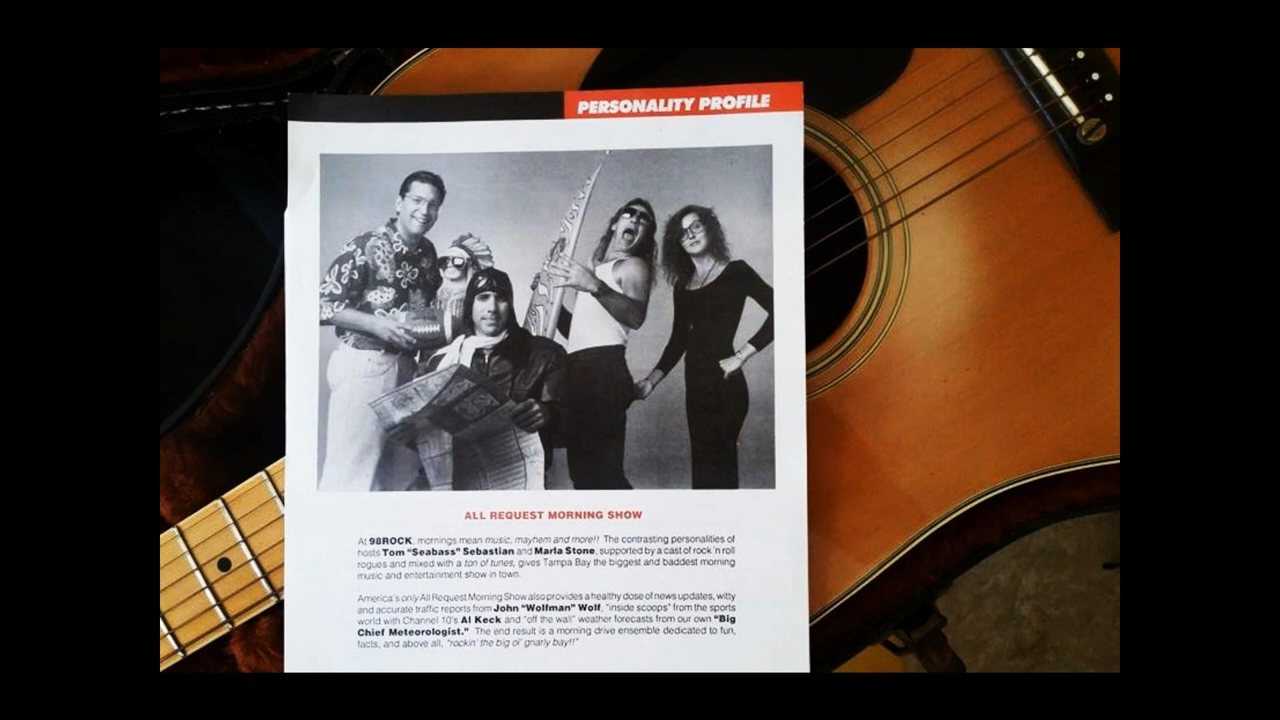 PERSONALITY PROFILE
ALL REQUEST MORNING SHOW
At 98ROCK, mornings mean music, mayhem and more!! The contrasting personalities of
hosts Tom "Seabass" Sebastian and Marla Stone, supported by a cast of rock 'n roll
rogues and mixed with a ton of tunes, gives Tampa Bay the biggest and baddest morning
music and entertainment show in town.
America's only All Request Morning Show also provides a healthy dose of news updates, witty
and accurate traffic reports from John "Wolfman" Wolf, "inside scoops" from the sports
world with Channel 10's Al Keck and "off the wall" weather forecasts from our own "Big
Chief Meteorologist." The end result is a morning drive ensemble dedicated to fun,
facts, and above all, "rockin' the big ol' gnarly bay!!"